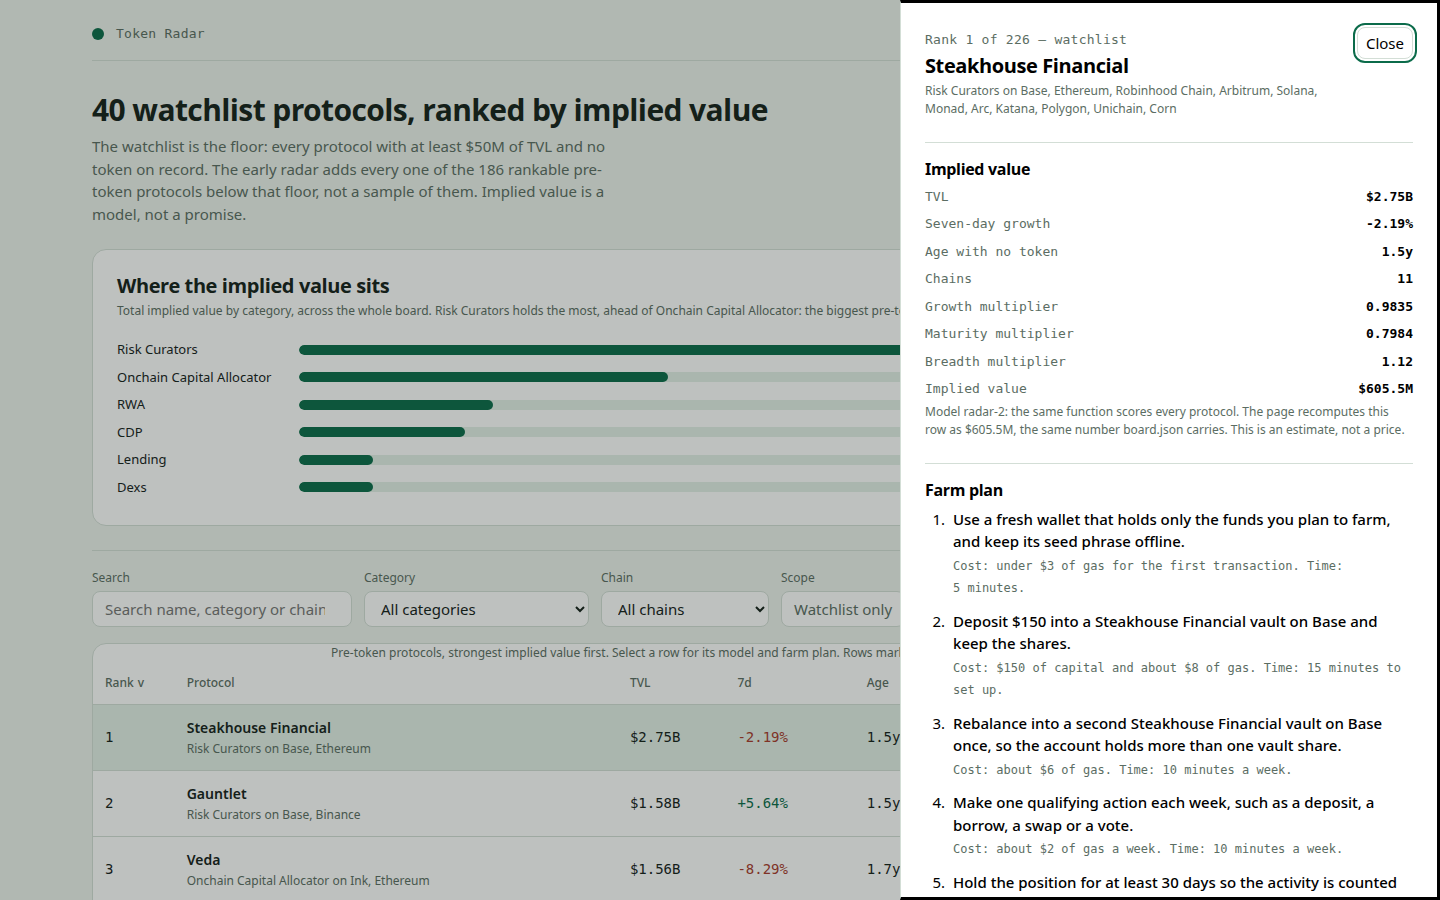 Token Radar
40 watchlist protocols, ranked by implied value
The watchlist is the floor: every protocol with at least $50M of TVL and no
token on record. The early radar adds every one of the 186 rankable pre-
token protocols below that floor, not a sample of them. Implied value is a
model, not a promise.
Where the implied value sits
Total implied value by category, across the whole board. Risk Curators holds the most, ahead of Onchain Capital Allocator: the biggest pre-t
Risk Curators
Onchain Capital Allocator
RWA
CDP
Lending
Dexs
Search
Category
Chain
Scope
Search name, category or chain
All categories
All chains
Watchlist only
Pre-token protocols, strongest implied value first. Select a row for its model and farm plan. Rows mar
Rank v
Protocol
TVL
7d
Age
1
Steakhouse Financial
Risk Curators on Base, Ethereum
$2.75B
-2.19%
1.5y
2
Gauntlet
Risk Curators on Base, Binance
$1.58B
+5.64%
1.5y
3
Veda
Onchain Capital Allocator on Ink, Ethereum
$1.56B
-8.29%
1.7y
Rank 1 of 226 — watchlist
Close
Steakhouse Financial
Risk Curators on Base, Ethereum, Robinhood Chain, Arbitrum, Solana,
Monad, Arc, Katana, Polygon, Unichain, Corn
Implied value
TVL
$2.75B
Seven-day growth
-2.19%
Age with no token
1.5y
Chains
11
Growth multiplier
0.9835
Maturity multiplier
0.7984
Breadth multiplier
1.12
Implied value
$605.5M
Model radar-2: the same function scores every protocol. The page recomputes this
row as $605.5M, the same number board.json carries. This is an estimate, not a price.
Farm plan
1. Use a fresh wallet that holds only the funds you plan to farm,
and keep its seed phrase offline.
Cost: under $3 of gas for the first transaction. Time:
5 minutes.
2. Deposit $150 into a Steakhouse Financial vault on Base and
keep the shares.
Cost: $150 of capital and about $8 of gas. Time: 15 minutes to
set up.
3. Rebalance into a second Steakhouse Financial vault on Base
once, so the account holds more than one vault share.
Cost: about $6 of gas. Time: 10 minutes a week.
4. Make one qualifying action each week, such as a deposit, a
borrow, a swap or a vote.
Cost: about $2 of gas a week. Time: 10 minutes a week.
5. Hold the position for at least 30 days so the activity is counted